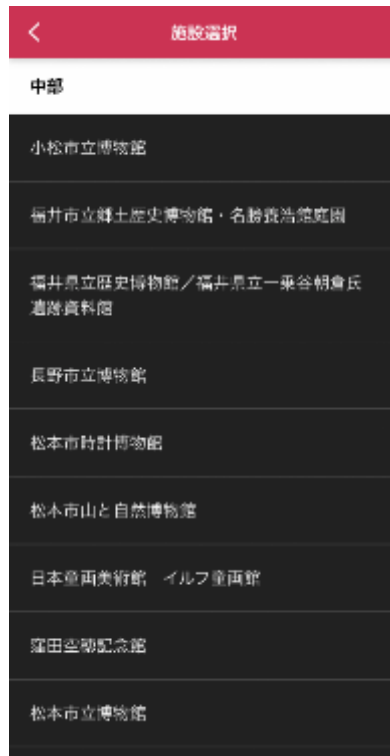 施設選択
中部
小松市立博物館
福井市立郷土歴史博物館・名勝養浩館庭園
福井県立歴史博物館／福井県立一乗谷朝倉氏
遺跡資料館
長野市立博物館
松本市時計博物館
松本市山と自然博物館
日本童画美術館　イルフ童画館
窪田空穂記念館
松本市立博物館